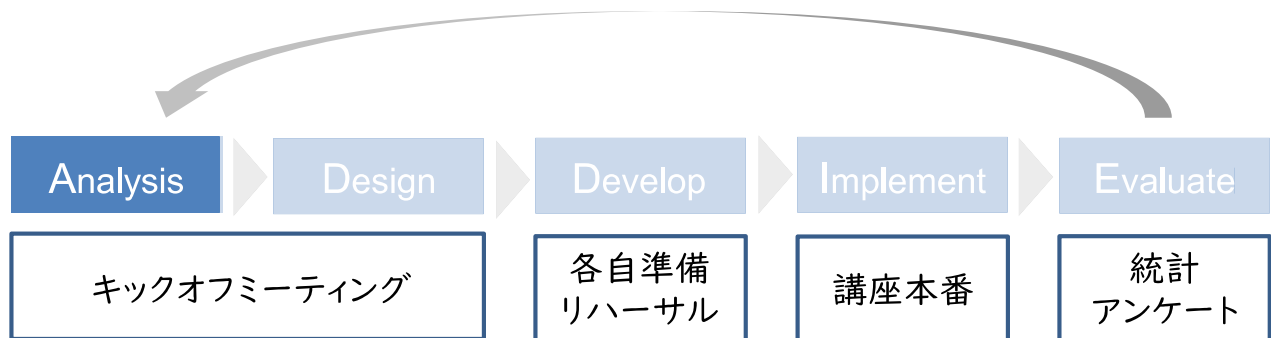 Analysis
Design
Develop
Implement
Evaluate
キックオフミーティング
各自準備
リハーサル
講座本番
統計
アンケート